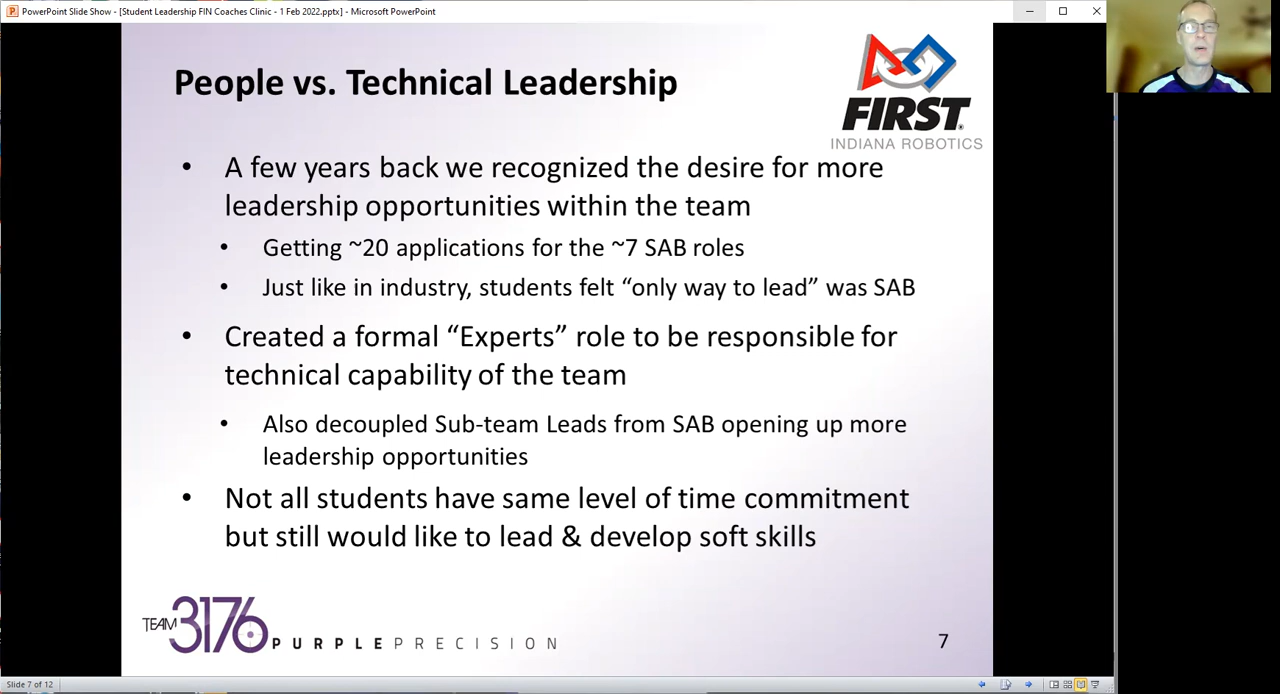 PowerPoint Slide Show - [Student Leadership FIN Coaches Clinic - 1 Feb 2022.pptx] - Microsoft PowerPoint
People vs. Technical Leadership
FIRST
INDIANA ROBOTICS
• A few years back we recognized the desire for more
leadership opportunities within the team
• Getting ~20 applications for the ~7 SAB roles
• Just like in industry, students felt “only way to lead” was SAB
• Created a formal “Experts” role to be responsible for
technical capability of the team
• Also decoupled Sub-team Leads from SAB opening up more
leadership opportunities
• Not all students have same level of time commitment
but still would like to lead & develop soft skills
TEAM 3176 PURPLE PRECISION
7
Slide 7 of 12